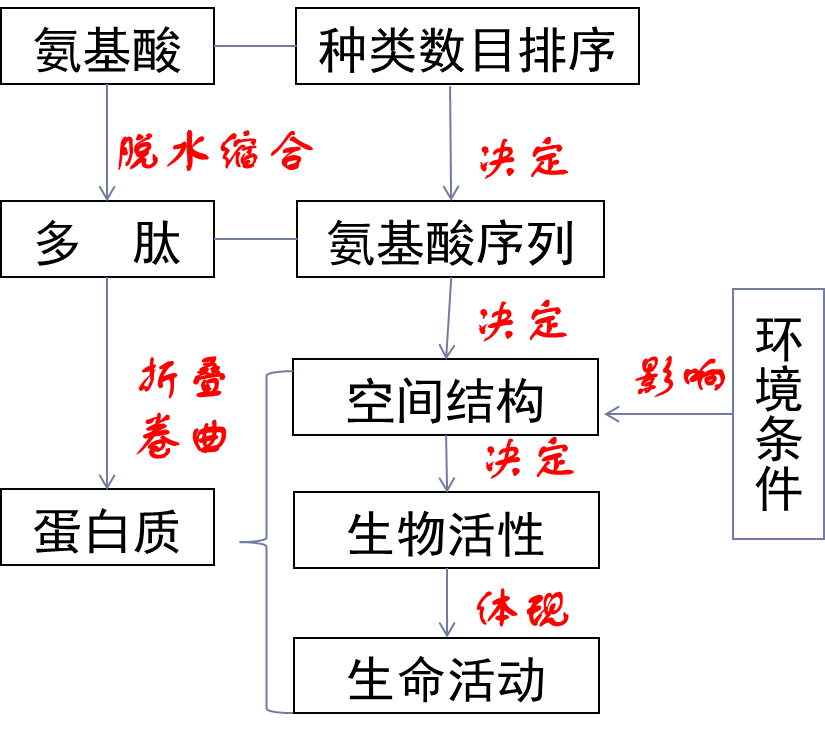 氨基酸
种类数目排序
脱水缩合
决定
多 肽
氨基酸序列
决定
折叠
卷曲
空间结构
影响
环境条件
决定
蛋白质
生物活性
体现
生命活动